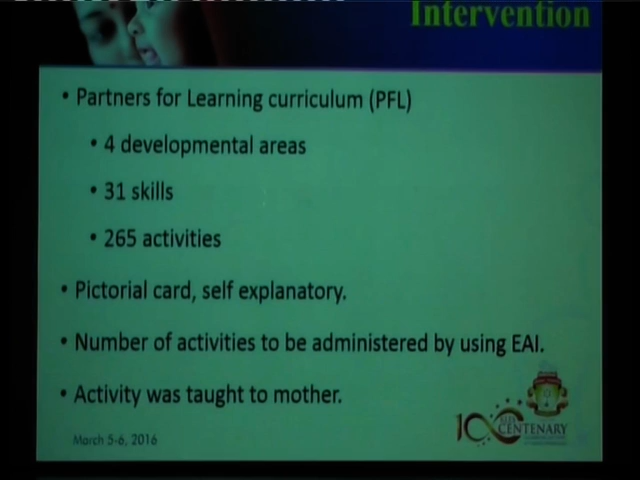 Intervention
• Partners for Learning curriculum (PFL)
• 4 developmental areas
• 31 skills
• 265 activities
• Pictorial card, self explanatory.
• Number of activities to be administered by using EAI.
• Activity was taught to mother.
March 5-6, 2016
100
CENTENARY